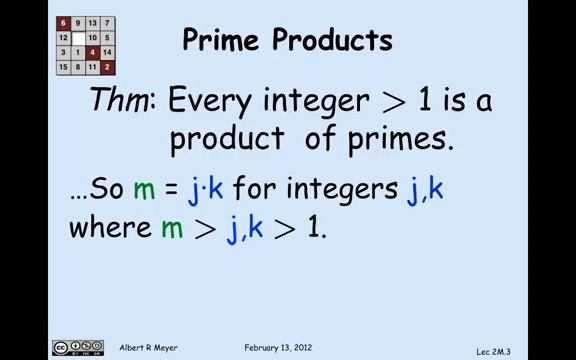 6 9 13 7
12 10 5
3 1 4 14
15 8 11 2
Prime Products
Thm: Every integer > 1 is a
product of primes.
…So m = j·k for integers j,k
where m > j,k > 1.
Albert R Meyer February 13, 2012 Lec 2M.3